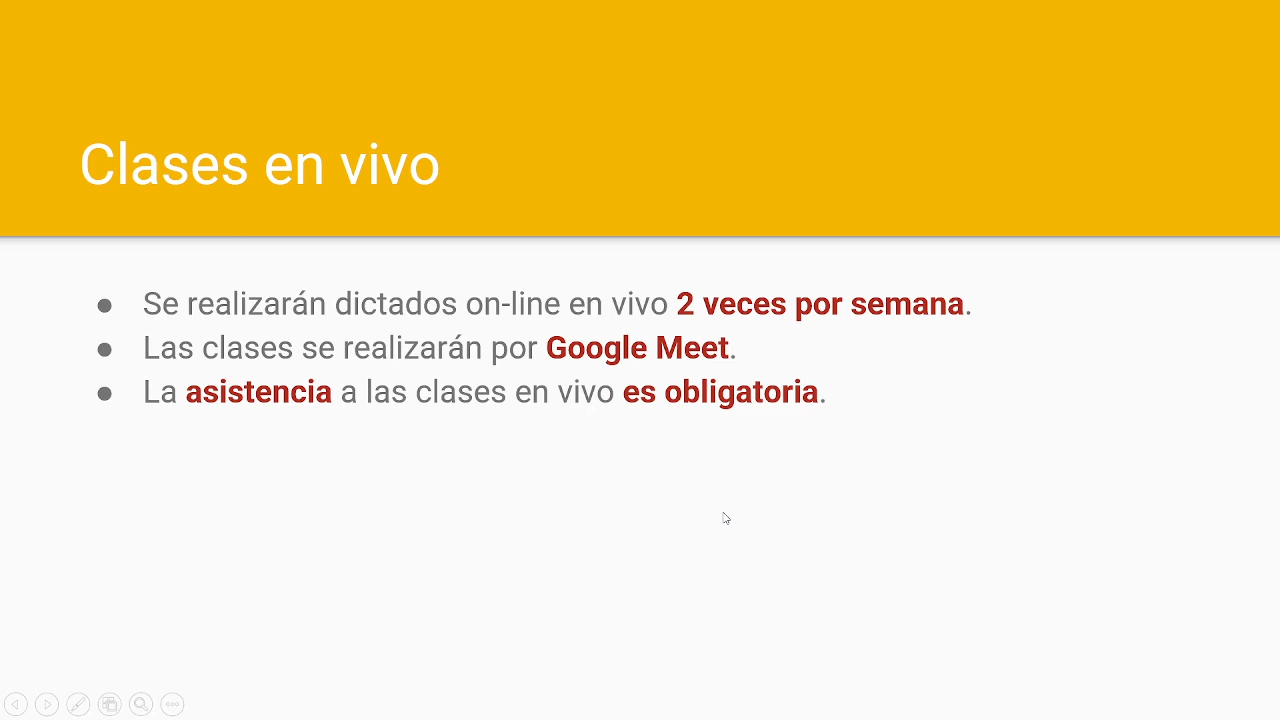 Clases en vivo
● Se realizarán dictados on-line en vivo 2 veces por semana.
● Las clases se realizarán por Google Meet.
● La asistencia a las clases en vivo es obligatoria.